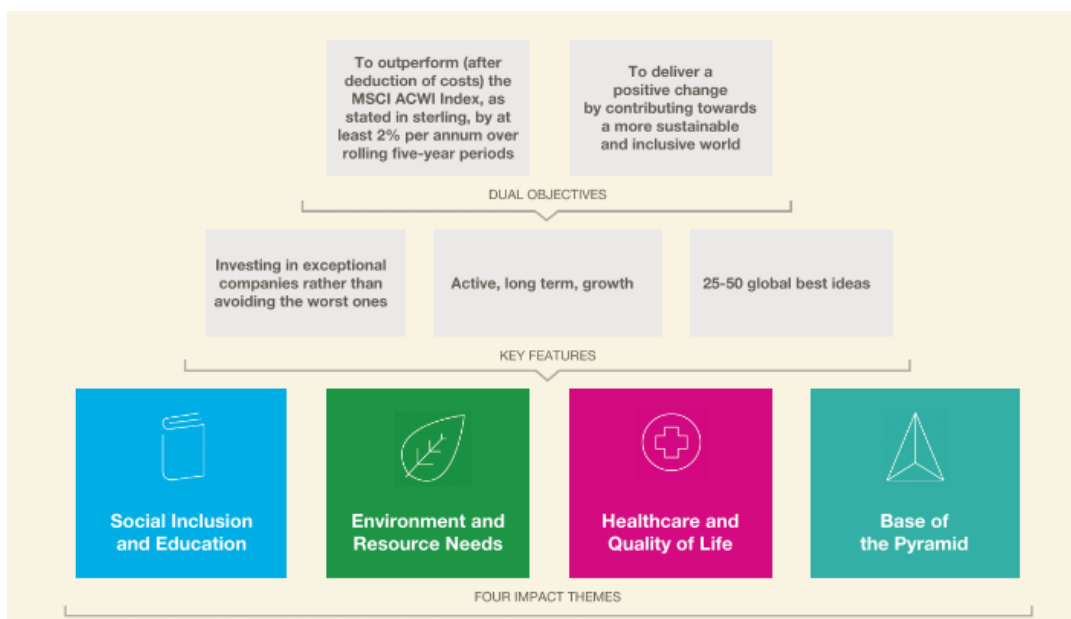 To outperform (after
deduction of costs) the
MSCI ACWI Index, as
stated in sterling, by at
least 2% per annum over
rolling five-year periods
To deliver a
positive change
by contributing towards
a more sustainable
and inclusive world
DUAL OBJECTIVES
Investing in exceptional
companies rather than
avoiding the worst ones
Active, long term, growth
25-50 global best ideas
KEY FEATURES
Social Inclusion
and Education
Environment and
Resource Needs
Healthcare and
Quality of Life
Base of
the Pyramid
FOUR IMPACT THEMES